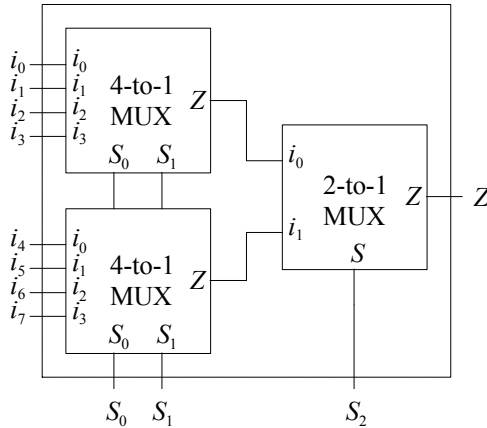 i₀ i₀ 4-to-1
i₁ i₁ Z
i₂ i₂ MUX
i₃ i₃
S₀ S₁
i₀ 2-to-1
Z Z
i₁ MUX
S
i₄ i₀ 4-to-1
i₅ i₁ Z
i₆ i₂ MUX
i₇ i₃
S₀ S₁
S₀ S₁ S₂